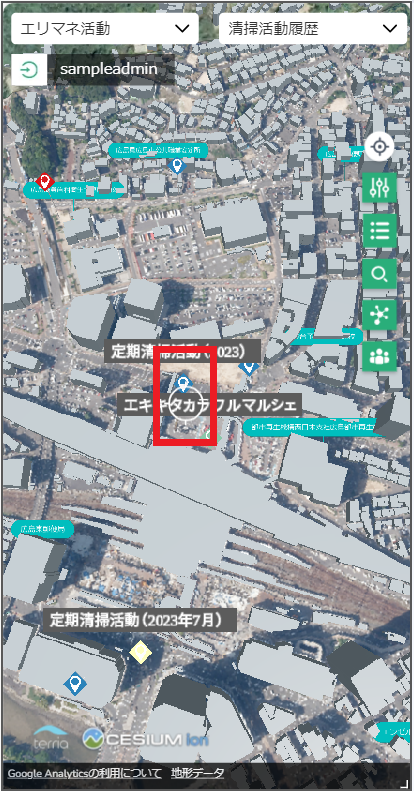 エリマネ活動
清掃活動履歴
sampleadmin
定期清掃活動（2023）
エキキタカラフルマルシェ
定期清掃活動（2023年7月）
terria
CESIUM ion
Google Analyticsの利用について 地形データ